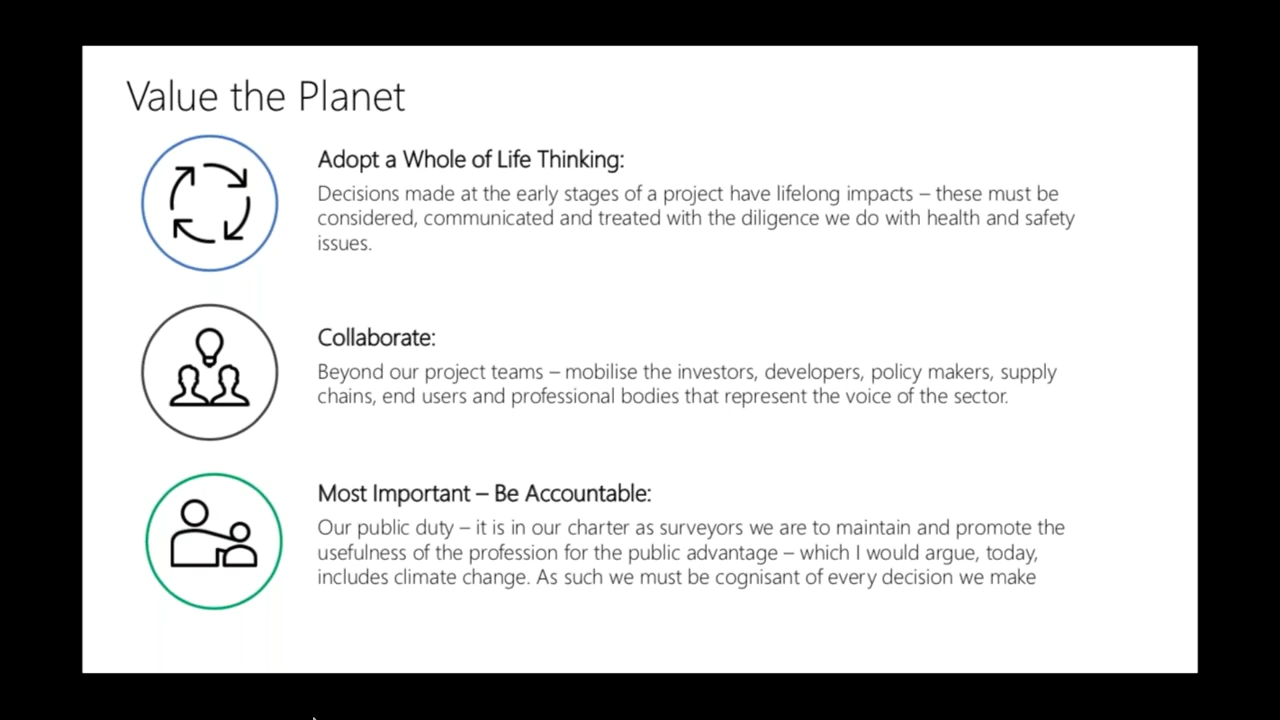 Value the Planet
Adopt a Whole of Life Thinking:
Decisions made at the early stages of a project have lifelong impacts – these must be
considered, communicated and treated with the diligence we do with health and safety
issues.
Collaborate:
Beyond our project teams – mobilise the investors, developers, policy makers, supply
chains, end users and professional bodies that represent the voice of the sector.
Most Important – Be Accountable:
Our public duty – it is in our charter as surveyors we are to maintain and promote the
usefulness of the profession for the public advantage – which I would argue, today,
includes climate change. As such we must be cognisant of every decision we make